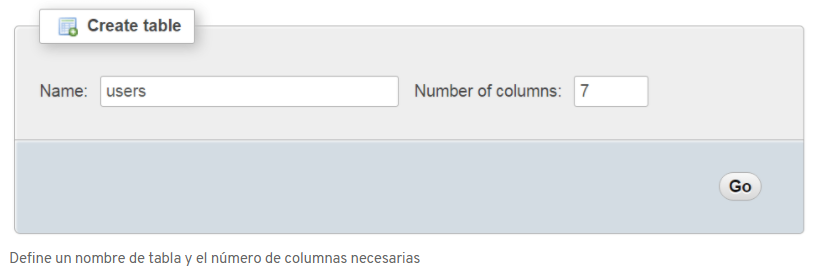 Create table
Name: users Number of columns: 7
Go
Define un nombre de tabla y el número de columnas necesarias